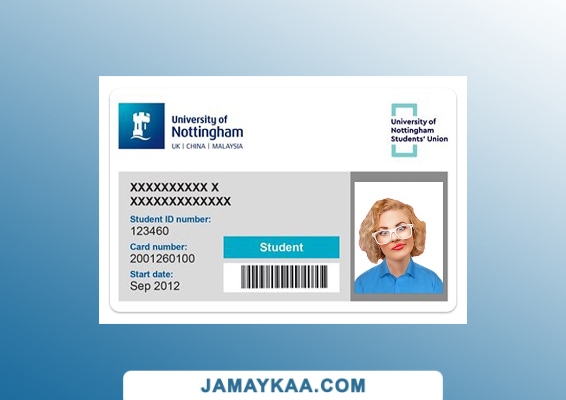 University of
Nottingham
UK | CHINA | MALAYSIA
University of
Nottingham
Students' Union
XXXXXXXXXX X
XXXXXXXXXXXXX
Student ID number:
123460
Card number:
2001260100
Start date:
Sep 2012
Student
JAMAYKAA.COM